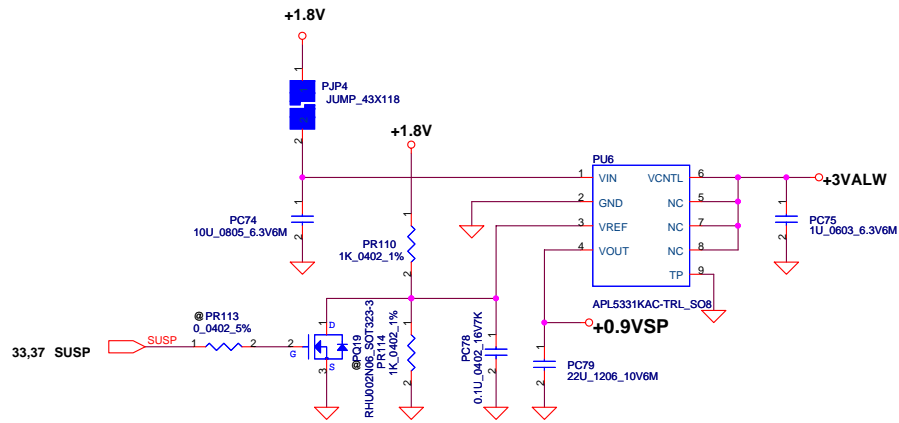 +1.8V
1
PJP4
JUMP_43X118
2
+1.8V
1
PR110
1K_0402_1%
2
PC74
10U_0805_6.3V6M
1
2
PU6
1 VIN VCNTL 6
2 GND NC 5
3 VREF NC 7
4 VOUT NC 8
TP 9
APL5331KAC-TRL_SO8
+3VALW
1
PC75
1U_0603_6.3V6M
2
+0.9VSP
1
PC79
22U_1206_10V6M
2
1
PC78
0.1U_0402_16V7K
2
33,37 SUSP
SUSP
@PR113
0_0402_5%
1 2
2 G
1 D
3 S
@PQ19
RHU002N06_SOT323-3
PR114
1K_0402_1%
1
2